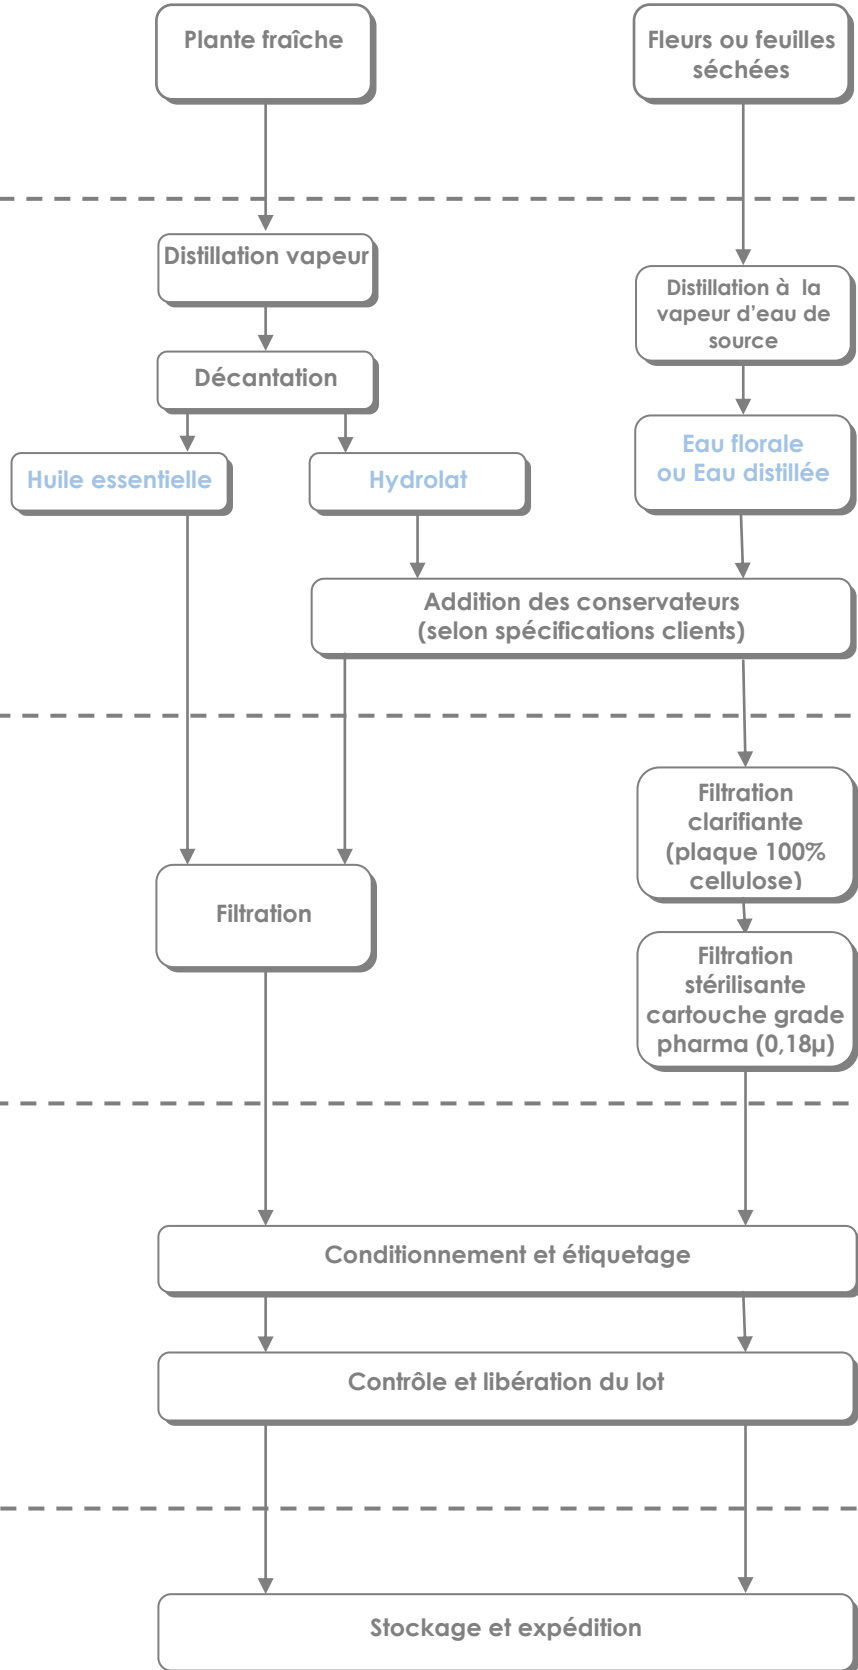 Plante fraîche
Fleurs ou feuilles
séchées
Distillation vapeur
Distillation à la
vapeur d'eau de
source
Décantation
Huile essentielle
Hydrolat
Eau florale
ou Eau distillée
Addition des conservateurs
(selon spécifications clients)
Filtration
clarifiante
(plaque 100%
cellulose)
Filtration
Filtration
stérilisante
cartouche grade
pharma (0,18µ)
Conditionnement et étiquetage
Contrôle et libération du lot
Stockage et expédition